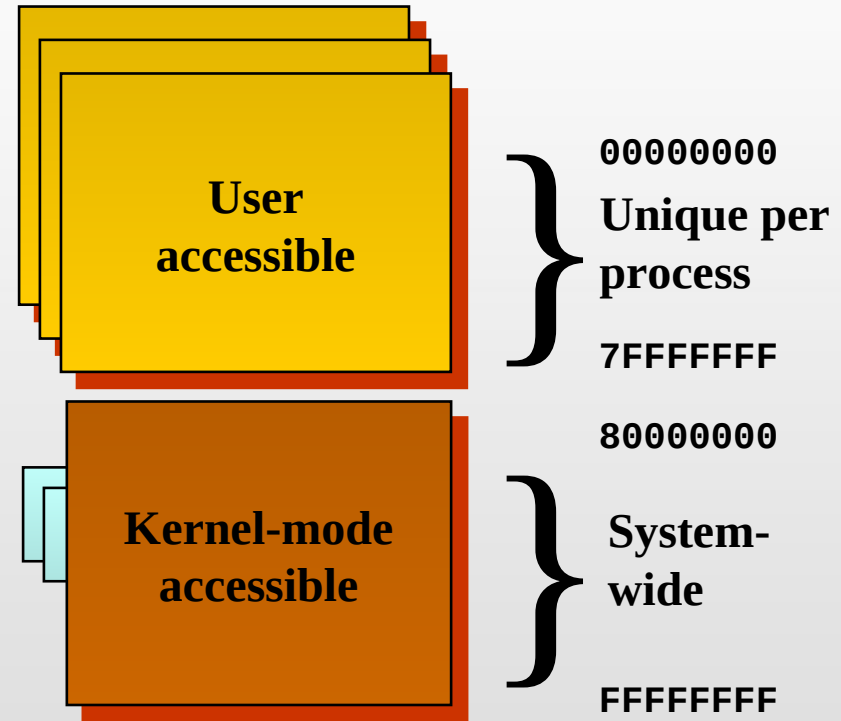 User
accessible
00000000
Unique per
process
7FFFFFFF
Kernel-mode
accessible
80000000
System-
wide
FFFFFFFF